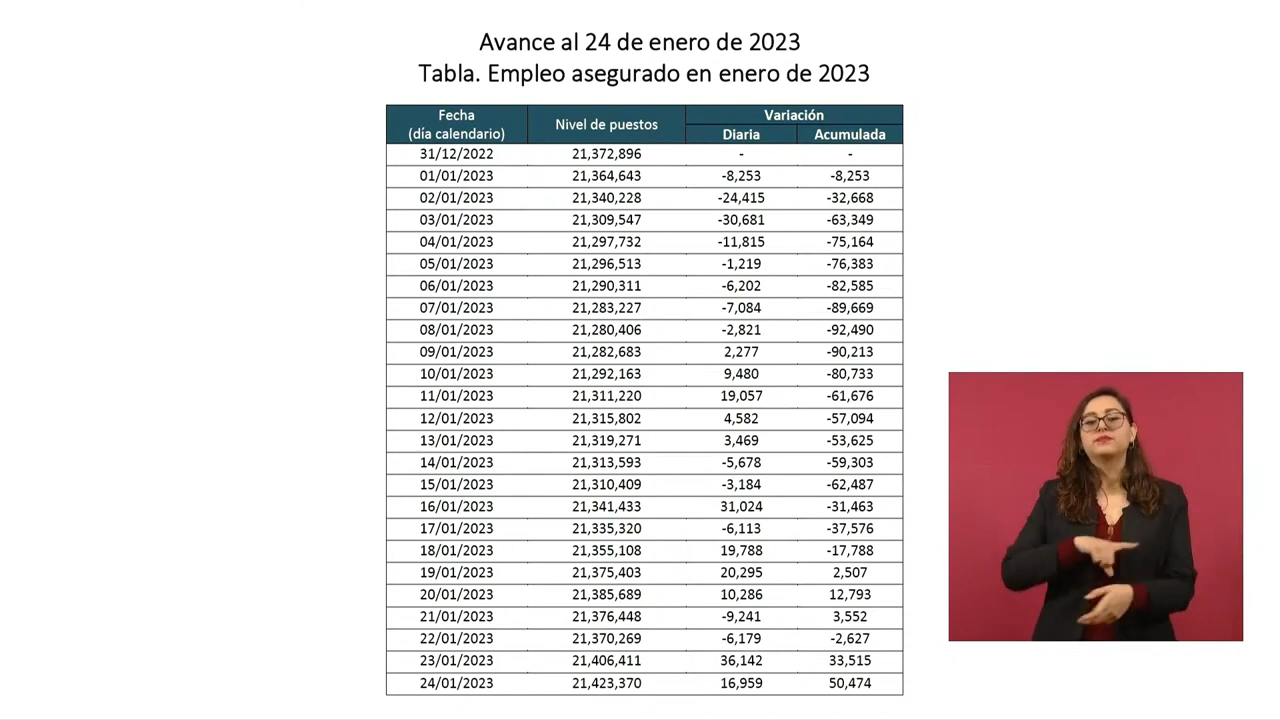 Avance al 24 de enero de 2023
Tabla. Empleo asegurado en enero de 2023
Fecha (día calendario) Nivel de puestos Variación
Diaria Acumulada
31/12/2022 21,372,896 - -
01/01/2023 21,364,643 -8,253 -8,253
02/01/2023 21,340,228 -24,415 -32,668
03/01/2023 21,309,547 -30,681 -63,349
04/01/2023 21,297,732 -11,815 -75,164
05/01/2023 21,296,513 -1,219 -76,383
06/01/2023 21,290,311 -6,202 -82,585
07/01/2023 21,283,227 -7,084 -89,669
08/01/2023 21,280,406 -2,821 -92,490
09/01/2023 21,282,683 2,277 -90,213
10/01/2023 21,292,163 9,480 -80,733
11/01/2023 21,311,220 19,057 -61,676
12/01/2023 21,315,802 4,582 -57,094
13/01/2023 21,319,271 3,469 -53,625
14/01/2023 21,313,593 -5,678 -59,303
15/01/2023 21,310,409 -3,184 -62,487
16/01/2023 21,341,433 31,024 -31,463
17/01/2023 21,335,320 -6,113 -37,576
18/01/2023 21,355,108 19,788 -17,788
19/01/2023 21,375,403 20,295 2,507
20/01/2023 21,385,689 10,286 12,793
21/01/2023 21,376,448 -9,241 3,552
22/01/2023 21,370,269 -6,179 -2,627
23/01/2023 21,406,411 36,142 33,515
24/01/2023 21,423,370 16,959 50,474